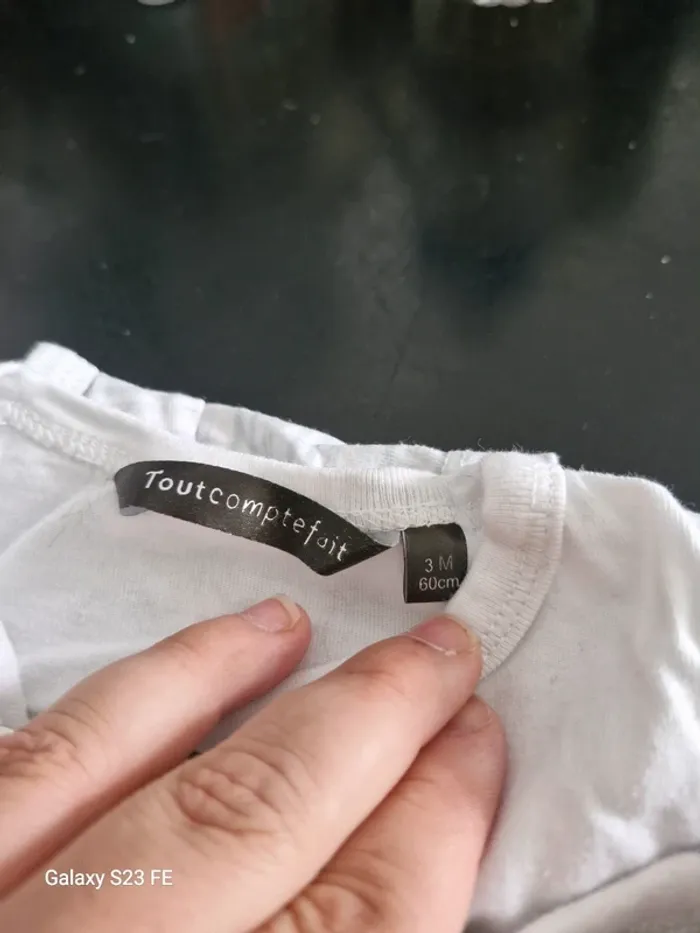 Toutcomptefait
3 M
60cm
Galaxy S23 FE